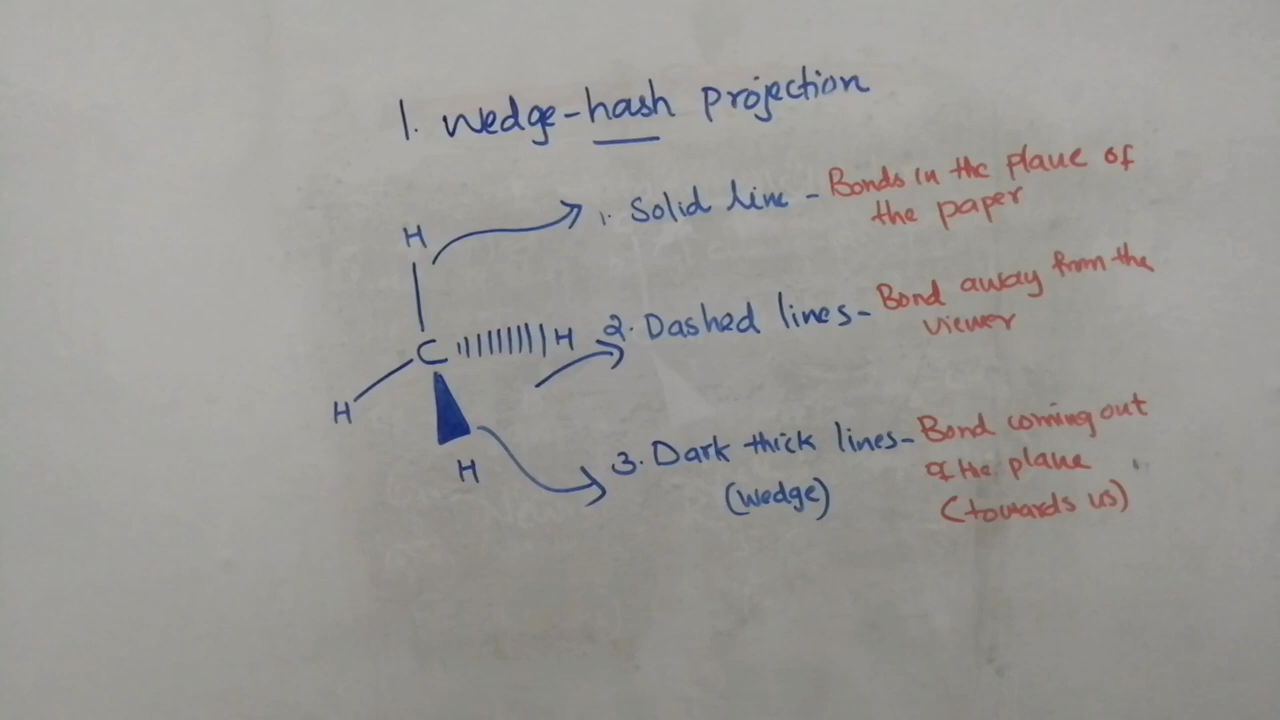 1. Wedge-hash projection
1. Solid line - Bonds in the plane of
the paper
H
C
H
H
H
2. Dashed lines- Bond away from the
viewer
3. Dark thick lines- Bond coming out
(wedge)
of the plane
(towards us)